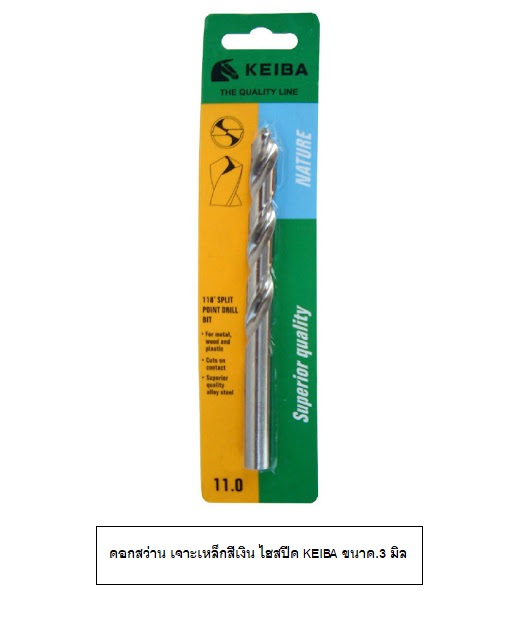 KEIBA
THE QUALITY LINE
NATURE
118° SPLIT
POINT DRILL
BIT
• For metal,
wood and
plastic
• Cuts on
contact
• Superior
quality
alloy steel
Superior quality
11.0
ดอกสว่าน เจาะเหล็กสีเงิน ไฮสปีด KEIBA ขนาด.3 มิล